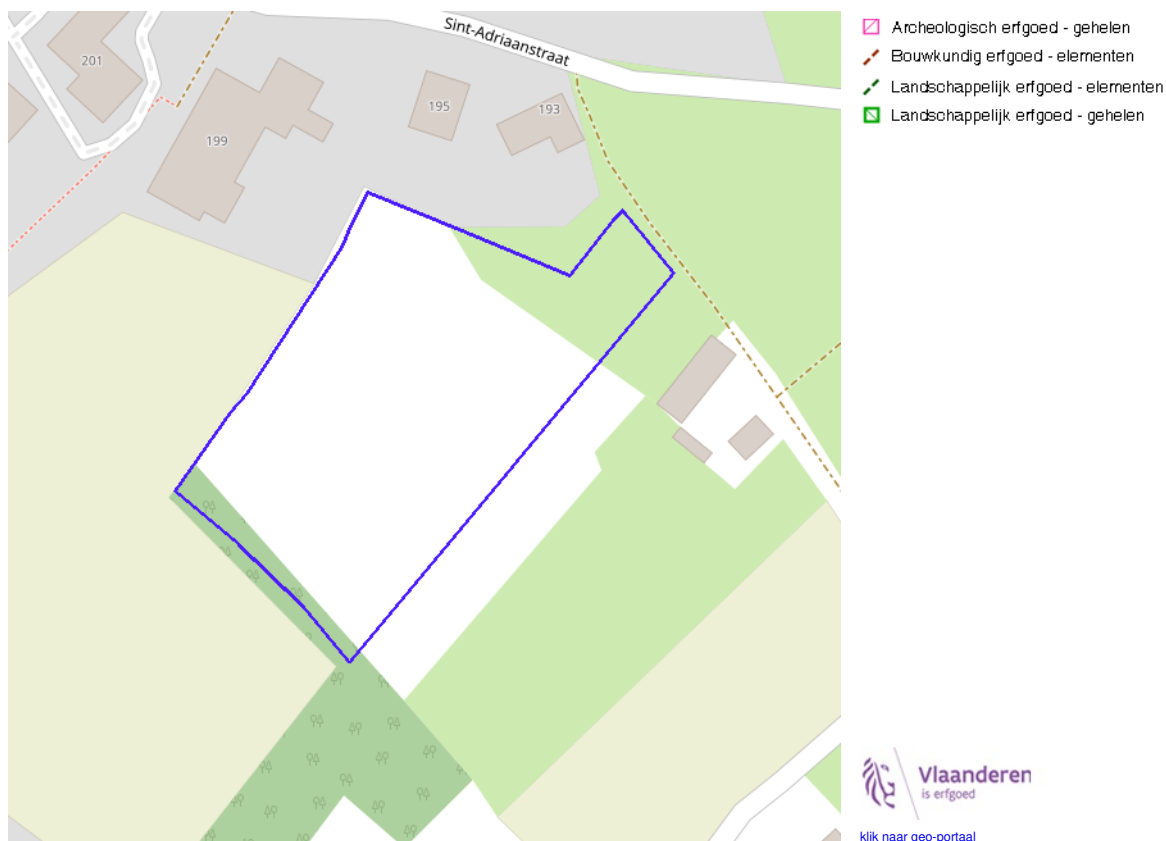 Sint-Adriaanstraat
201
195
193
199
Archeologisch erfgoed - gehelen
Bouwkundig erfgoed - elementen
Landschappelijk erfgoed - elementen
Landschappelijk erfgoed - gehelen
Vlaanderen
is erfgoed
klik naar geo-portaal